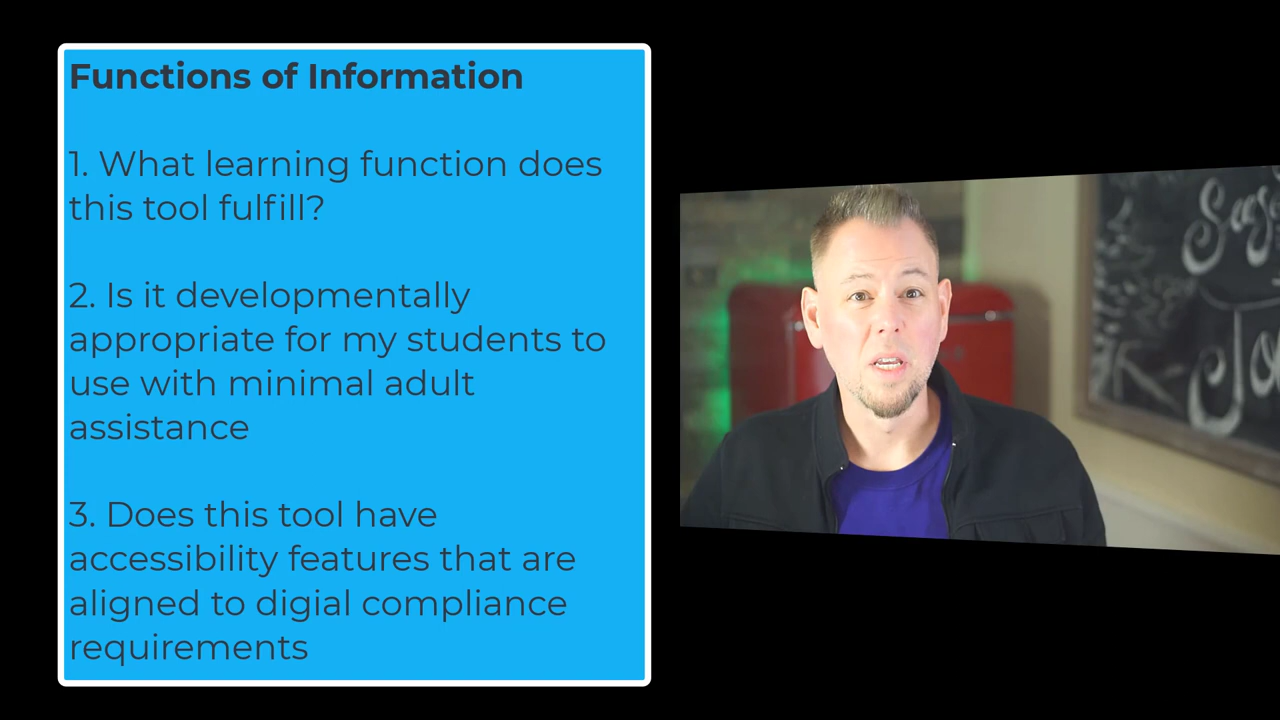 Functions of Information
1. What learning function does
this tool fulfill?
2. Is it developmentally
appropriate for my students to
use with minimal adult
assistance
3. Does this tool have
accessibility features that are
aligned to digial compliance
requirements